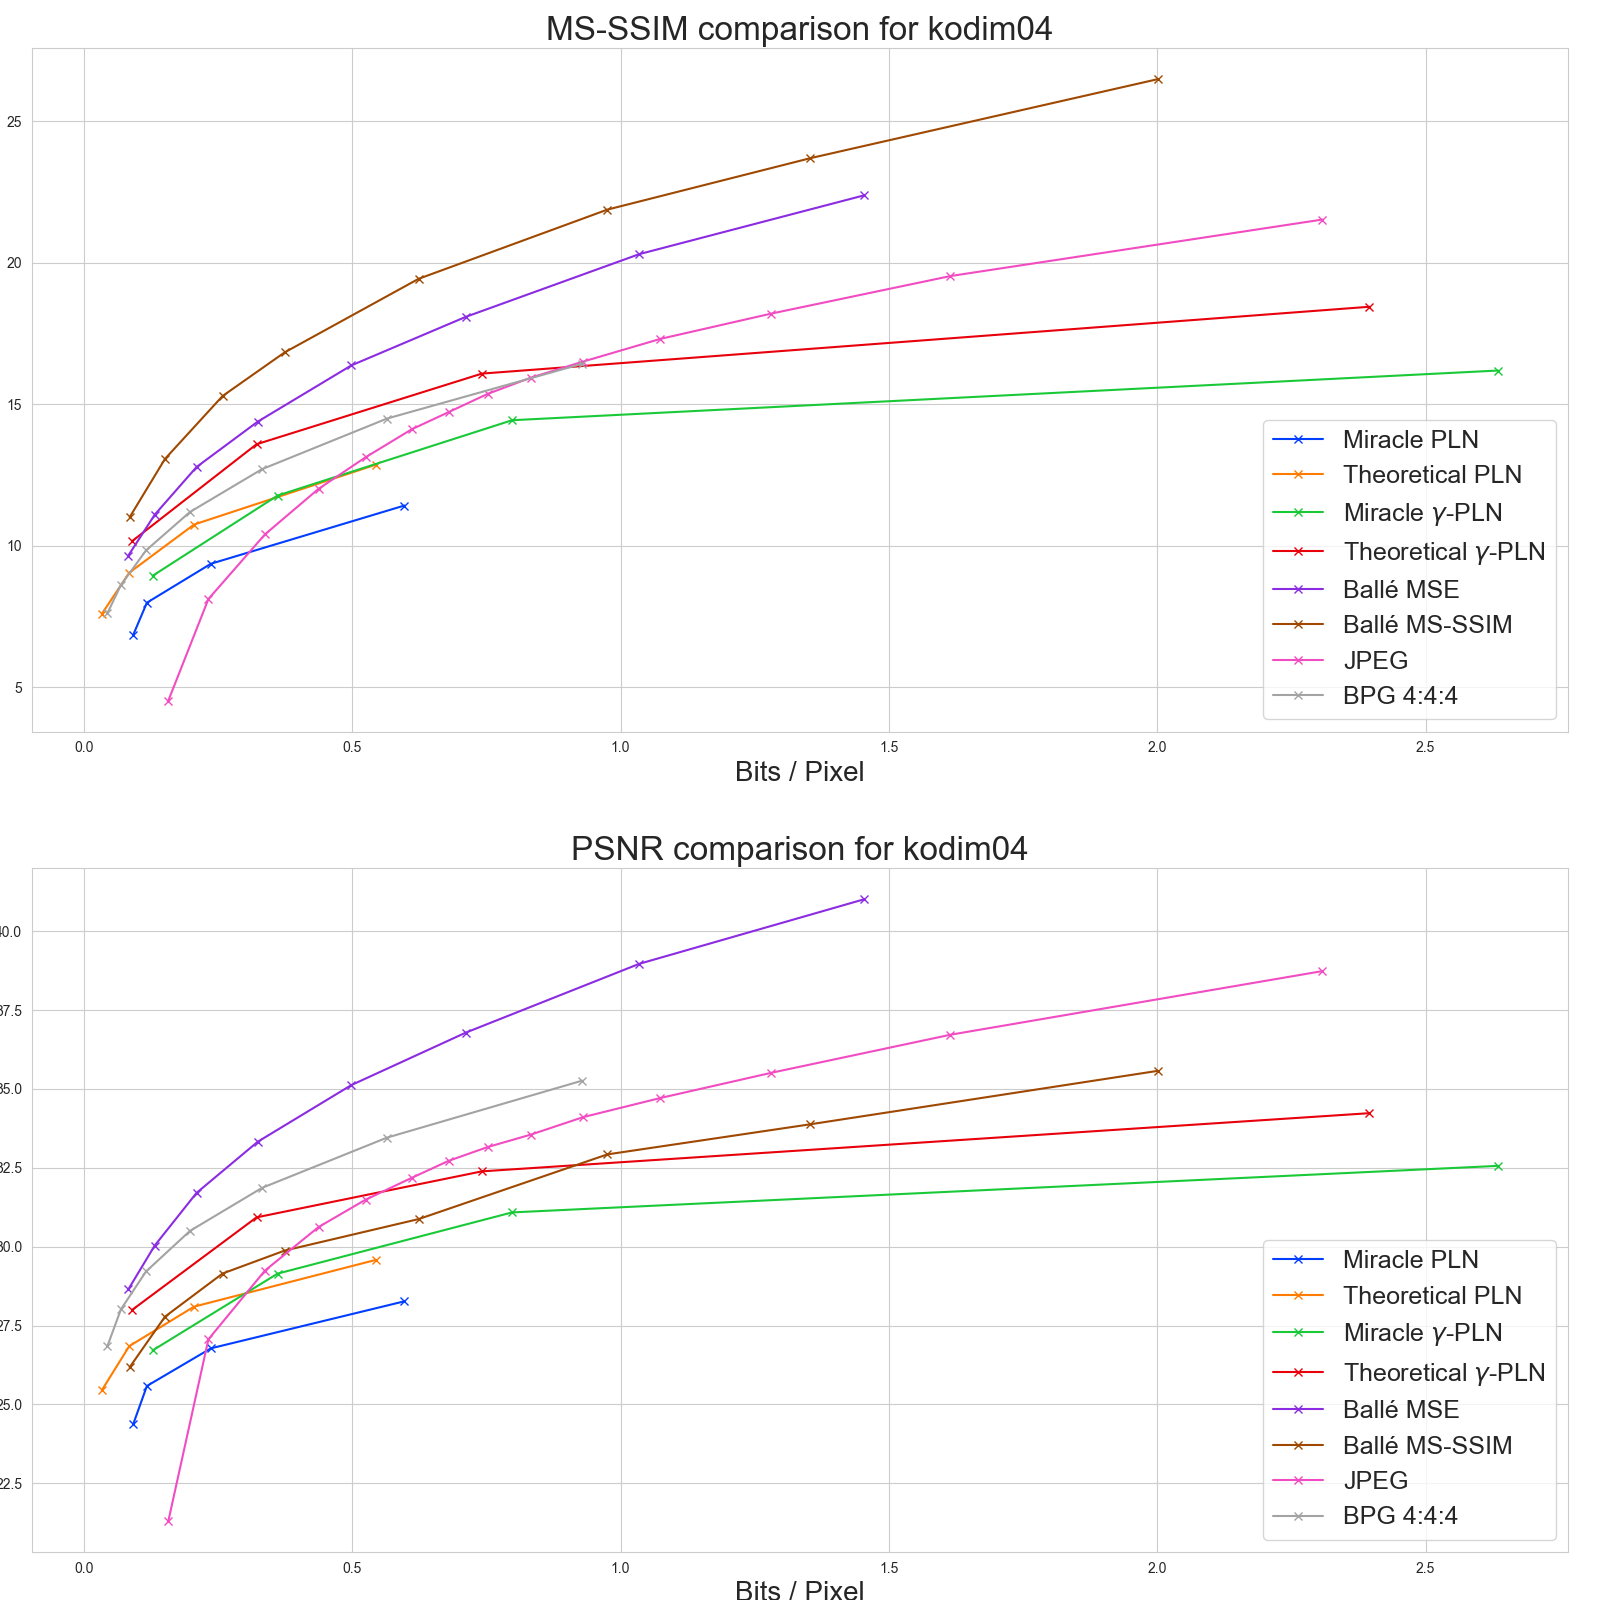 MS-SSIM comparison for kodim04
25
20
15
10
5
0.0 0.5 1.0 1.5 2.0 2.5
Bits / Pixel
Miracle PLN
Theoretical PLN
Miracle γ-PLN
Theoretical γ-PLN
Ballé MSE
Ballé MS-SSIM
JPEG
BPG 4:4:4
PSNR comparison for kodim04
40.0
37.5
35.0
32.5
30.0
27.5
25.0
22.5
0.0 0.5 1.0 1.5 2.0 2.5
Bits / Pixel
Miracle PLN
Theoretical PLN
Miracle γ-PLN
Theoretical γ-PLN
Ballé MSE
Ballé MS-SSIM
JPEG
BPG 4:4:4